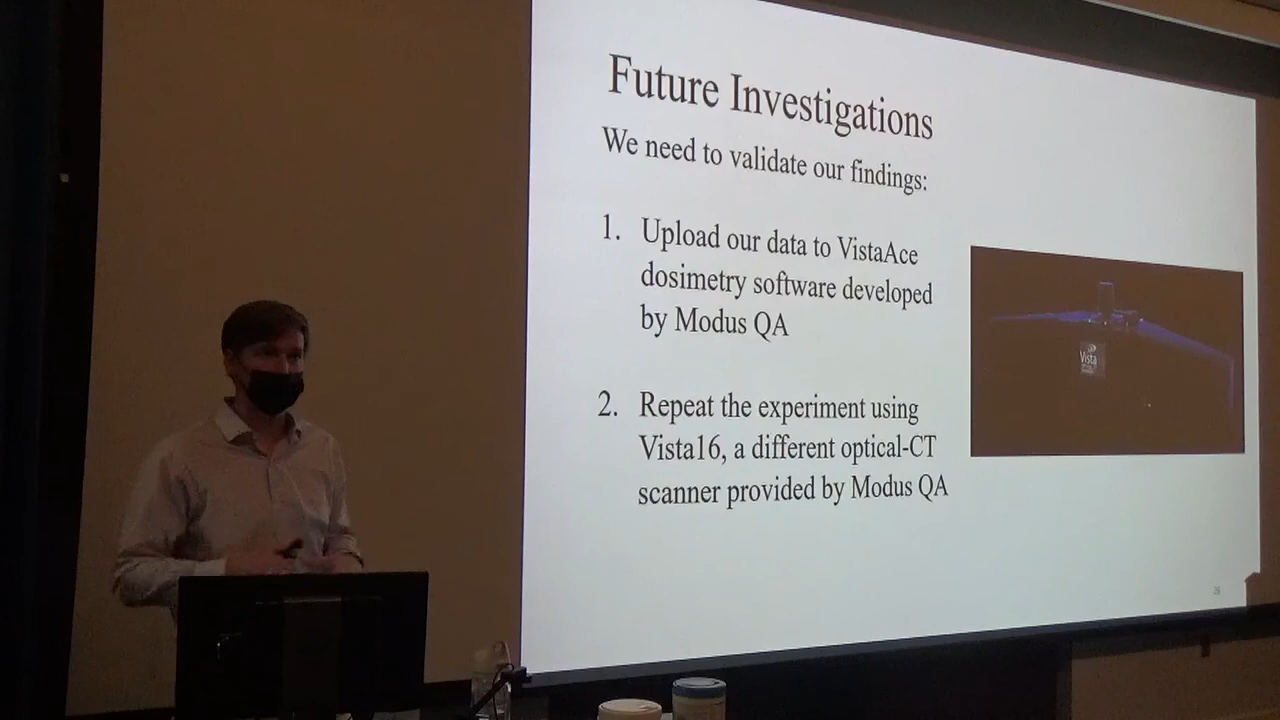 Future Investigations
We need to validate our findings:
1. Upload our data to VistaAce
dosimetry software developed
by Modus QA
2. Repeat the experiment using
Vista16, a different optical-CT
scanner provided by Modus QA
Vista